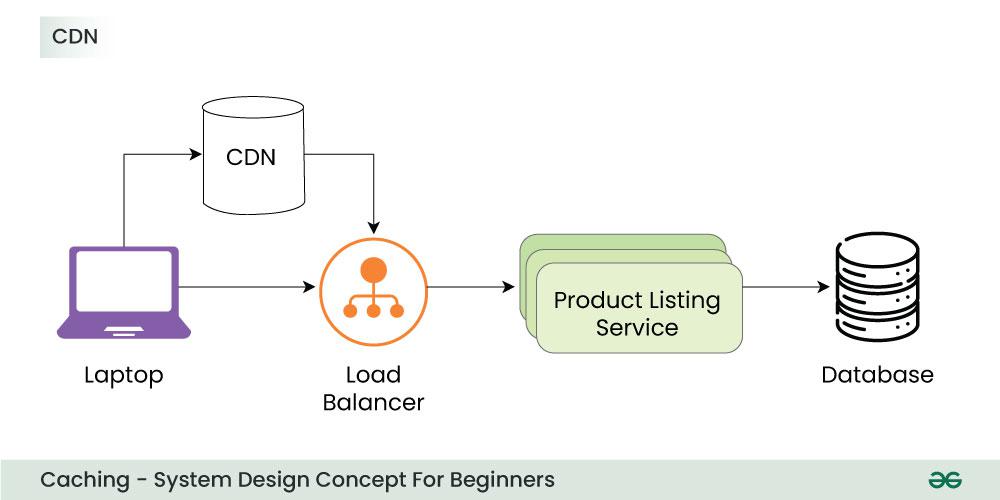 CDN
CDN
Product Listing
Service
Laptop
Load
Balancer
Database
Caching - System Design Concept For Beginners